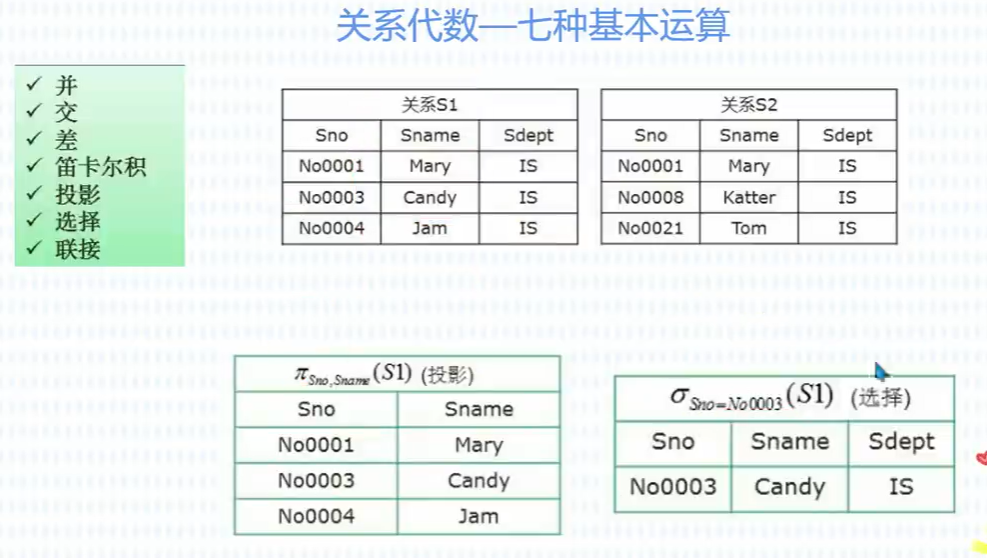 关系代数—七种基本运算
✓ 并
✓ 交
✓ 差
✓ 笛卡尔积
✓ 投影
✓ 选择
✓ 联接
关系S1
Sno Sname Sdept
No0001 Mary IS
No0003 Candy IS
No0004 Jam IS
关系S2
Sno Sname Sdept
No0001 Mary IS
No0008 Katter IS
No0021 Tom IS
π Sno,Sname (S1) (投影)
Sno Sname
No0001 Mary
No0003 Candy
No0004 Jam
σ Sno=No0003 (S1) (选择)
Sno Sname Sdept
No0003 Candy IS